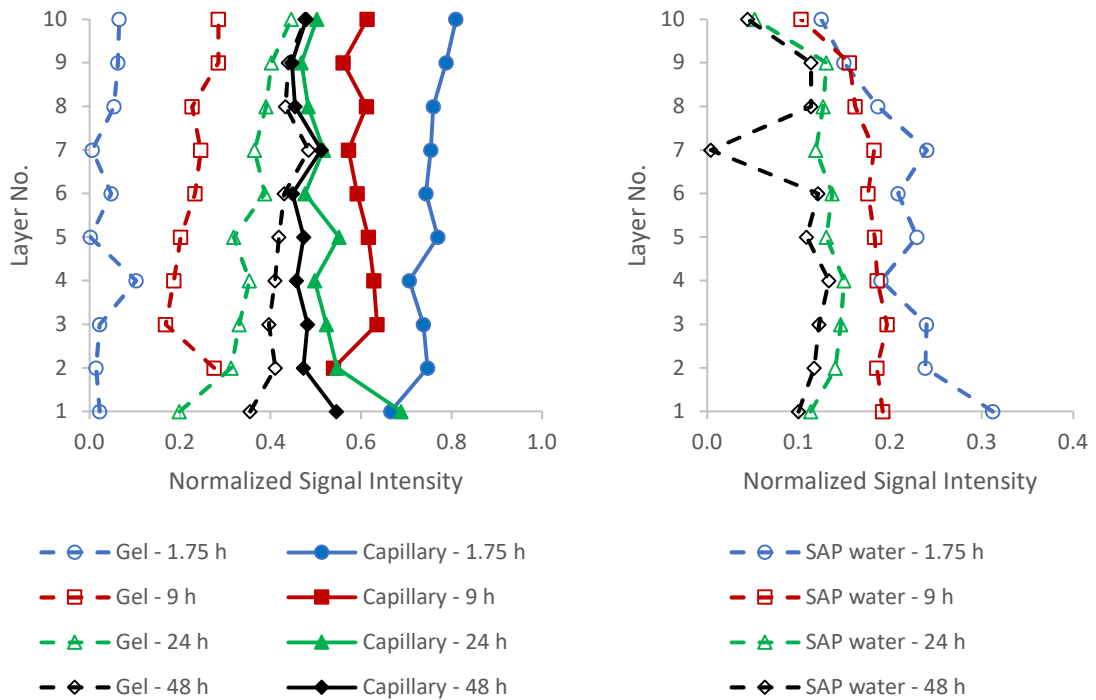 10
9
8
7
6
5
4
3
2
1
Layer No.
0.0 0.2 0.4 0.6 0.8 1.0
Normalized Signal Intensity
Gel - 1.75 h
Capillary - 1.75 h
Gel - 9 h
Capillary - 9 h
Gel - 24 h
Capillary - 24 h
Gel - 48 h
Capillary - 48 h
10
9
8
7
6
5
4
3
2
1
Layer No.
0.0 0.1 0.2 0.3 0.4
Normalized Signal Intensity
SAP water - 1.75 h
SAP water - 9 h
SAP water - 24 h
SAP water - 48 h